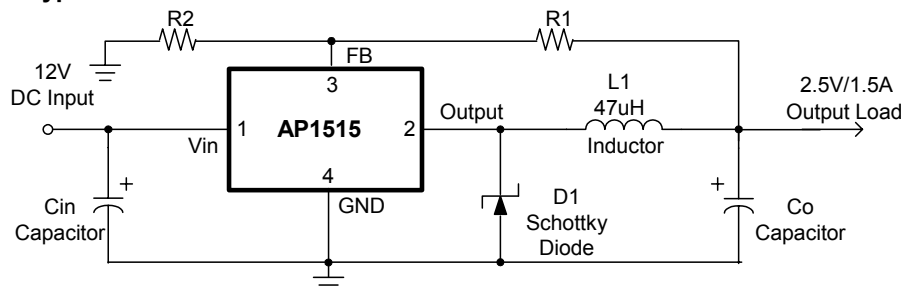 R2
R1
FB
12V
DC Input
3
L1
47uH
2.5V/1.5A
Output Load
Output
1
AP1515
2
Vin
Inductor
4
GND
+
Cin
Capacitor
D1
Schottky
Diode
+
Co
Capacitor